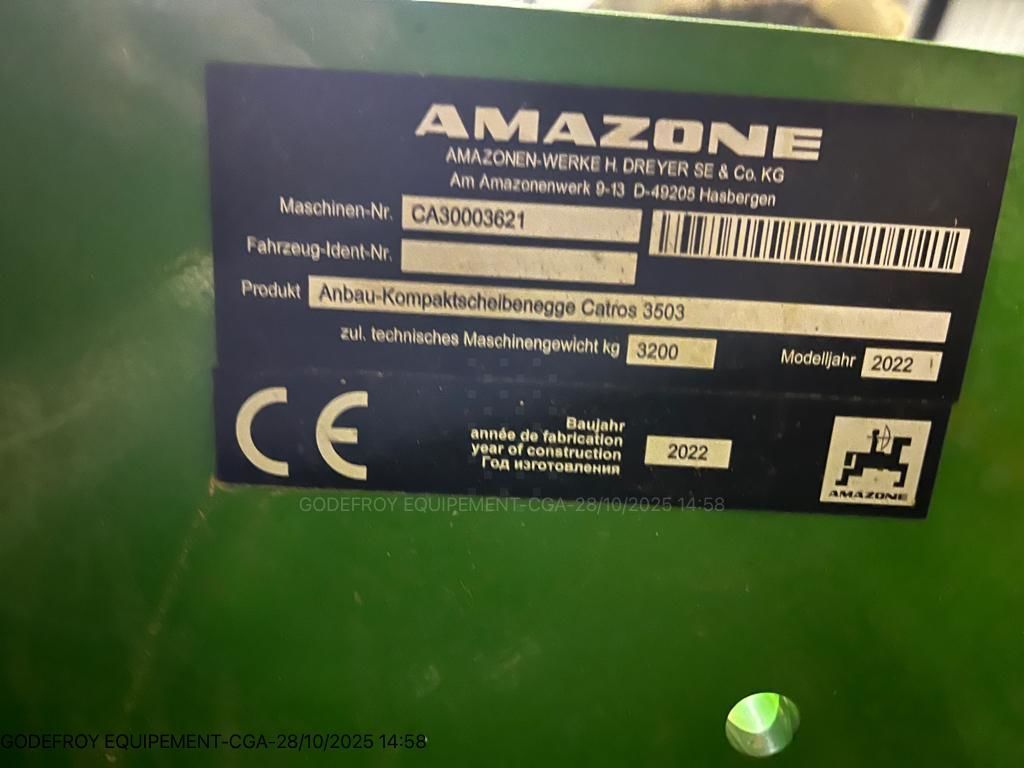 AMAZONE
AMAZONEN-WERKE H. DREYER SE & Co. KG
Am Amazonenwerk 9-13 D-49205 Hasbergen
Maschinen-Nr. CA30003621
Fahrzeug-Ident-Nr.
Produkt Anbau-Kompaktscheibenegge Catros 3503
zul. technisches Maschinengewicht kg 3200 Modelljahr 2022
CE
Baujahr
année de fabrication
year of construction 2022
Год изготовления
AMAZONE
GODEFROY EQUIPEMENT-CGA-28/10/2025 14:58
GODEFROY EQUIPEMENT-CGA-28/10/2025 14:58